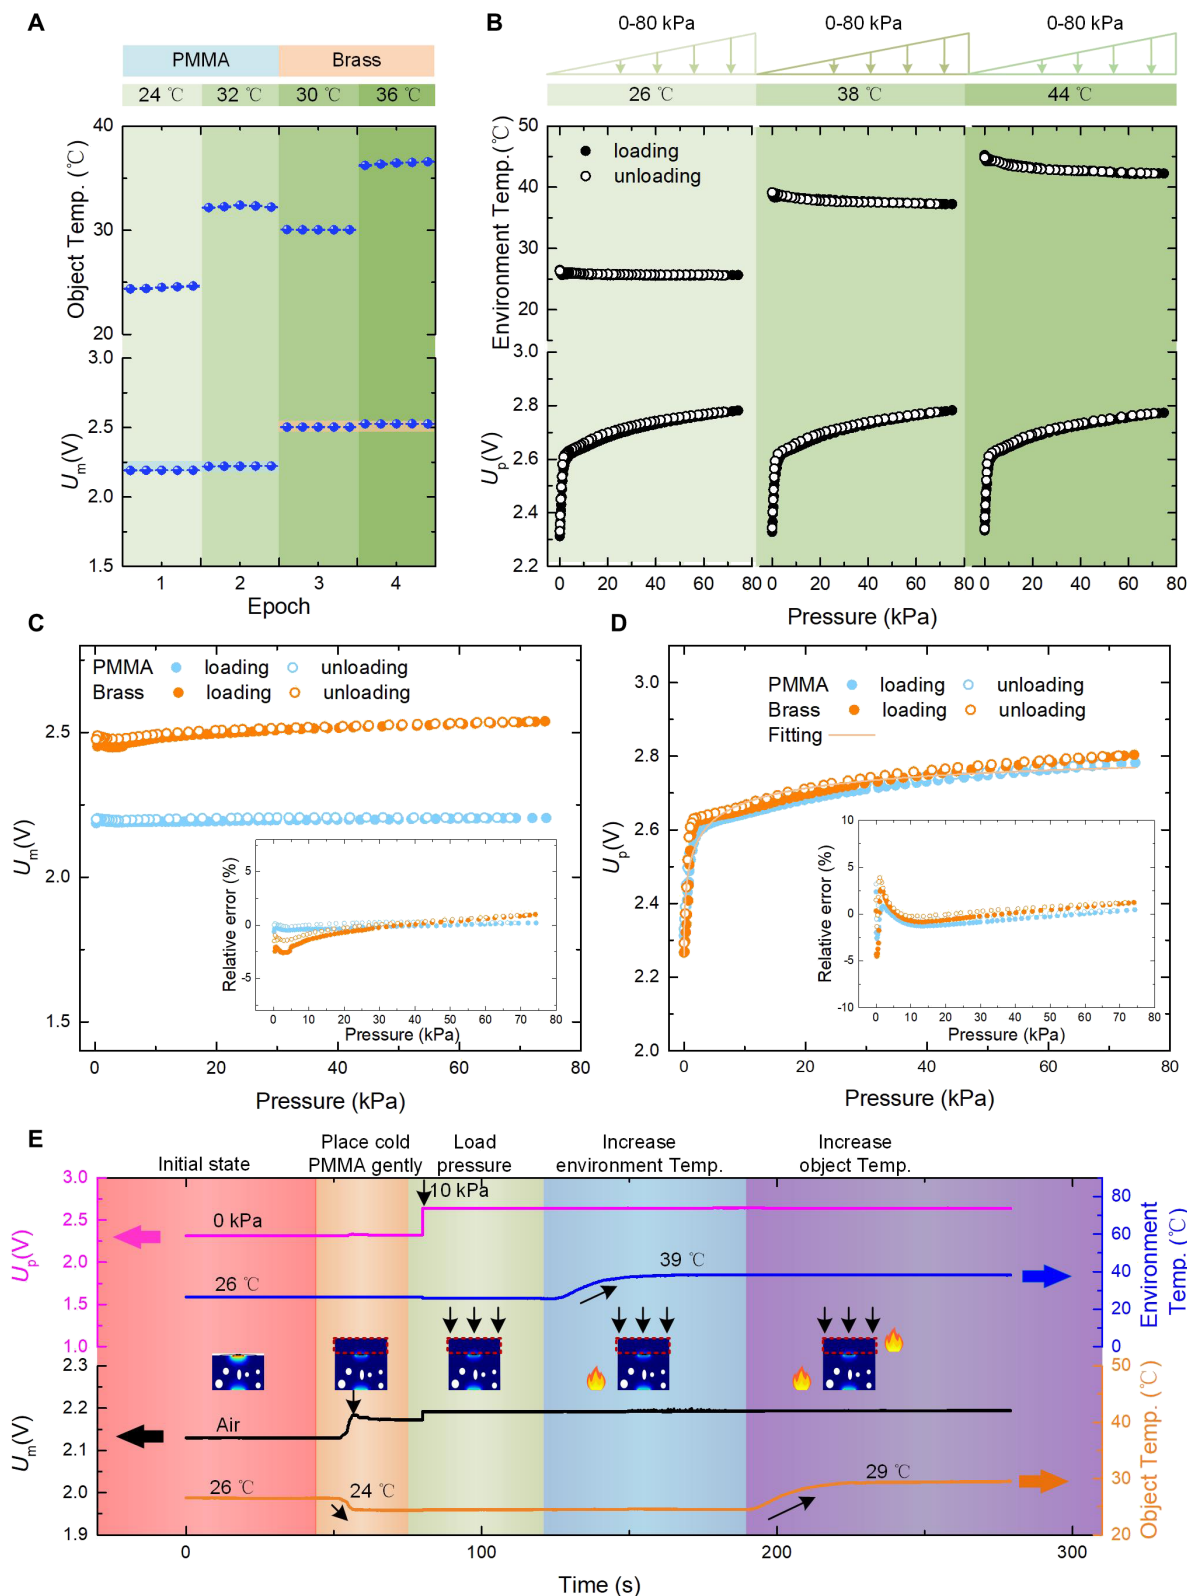 A
PMMA Brass
24 ℃ 32 ℃ 30 ℃ 36 ℃
40
30
20
Object Temp. (℃)
3.0
2.5
2.0
1.5
Um(V)
1 2 3 4
Epoch
B
0-80 kPa 0-80 kPa 0-80 kPa
26 ℃ 38 ℃ 44 ℃
50
40
30
20
Environment Temp.(℃)
loading
unloading
3.0
2.8
2.6
2.4
2.2
Up(V)
0 20 40 60 80 0 20 40 60 80 0 20 40 60 80
Pressure (kPa)
C
PMMA loading unloading
Brass loading unloading
2.5
2.0
1.5
Um(V)
5
0
-5
Relative error (%)
0 10 20 30 40 50 60 70 80
Pressure (kPa)
0 20 40 60 80
Pressure (kPa)
D
PMMA loading unloading
Brass loading unloading
Fitting
3.0
2.8
2.6
2.4
2.2
2.0
Up(V)
10
5
0
-5
-10
Relative error (%)
0 10 20 30 40 50 60 70 80
Pressure (kPa)
0 20 40 60 80
Pressure (kPa)
E
Initial state
Place cold
PMMA gently
Load
pressure
Increase
environment Temp.
Increase
object Temp.
3.0
2.5
2.0
1.5
1.0
Up(V)
0 kPa
10 kPa
26 ℃
39 ℃
80
60
40
20
0
Environment
Temp. (℃)
2.3
2.2
2.1
2.0
1.9
Um(V)
Air
26 ℃
24 ℃
29 ℃
50
40
30
20
Object Temp. (℃)
0 100 200 300
Time (s)